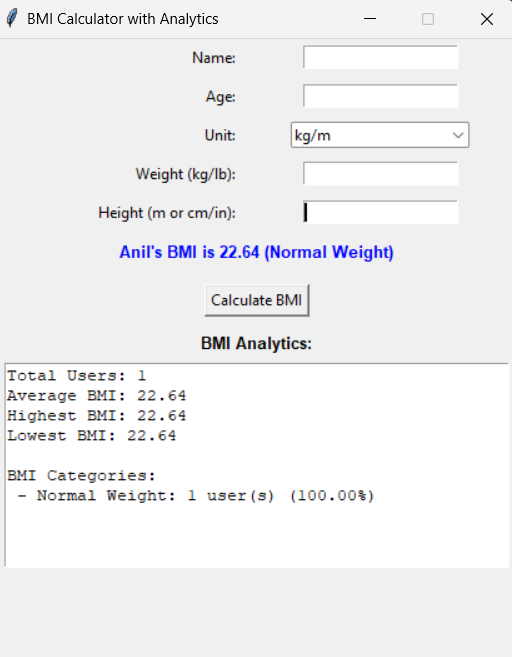 BMI Calculator with Analytics
Name:
Age:
Unit: kg/m
Weight (kg/lb):
Height (m or cm/in):
Anil's BMI is 22.64 (Normal Weight)
Calculate BMI
BMI Analytics:
Total Users: 1
Average BMI: 22.64
Highest BMI: 22.64
Lowest BMI: 22.64
BMI Categories:
- Normal Weight: 1 user(s) (100.00%)